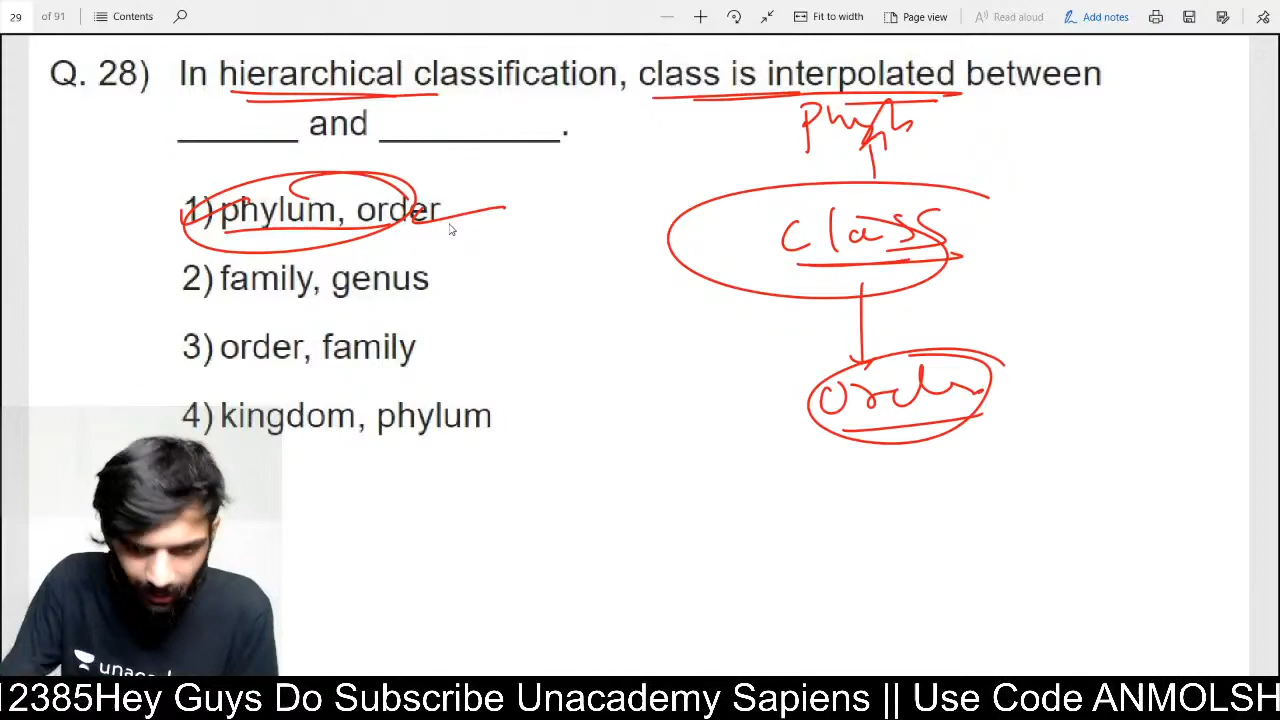 29 of 91 Contents Fit to width Page view Read aloud Add notes
Q. 28) In hierarchical classification, class is interpolated between
_______ and __________.
1) phylum, order
2) family, genus
3) order, family
4) kingdom, phylum
class
order
unac
12385Hey Guys Do Subscribe Unacademy Sapiens || Use Code ANMOLSH